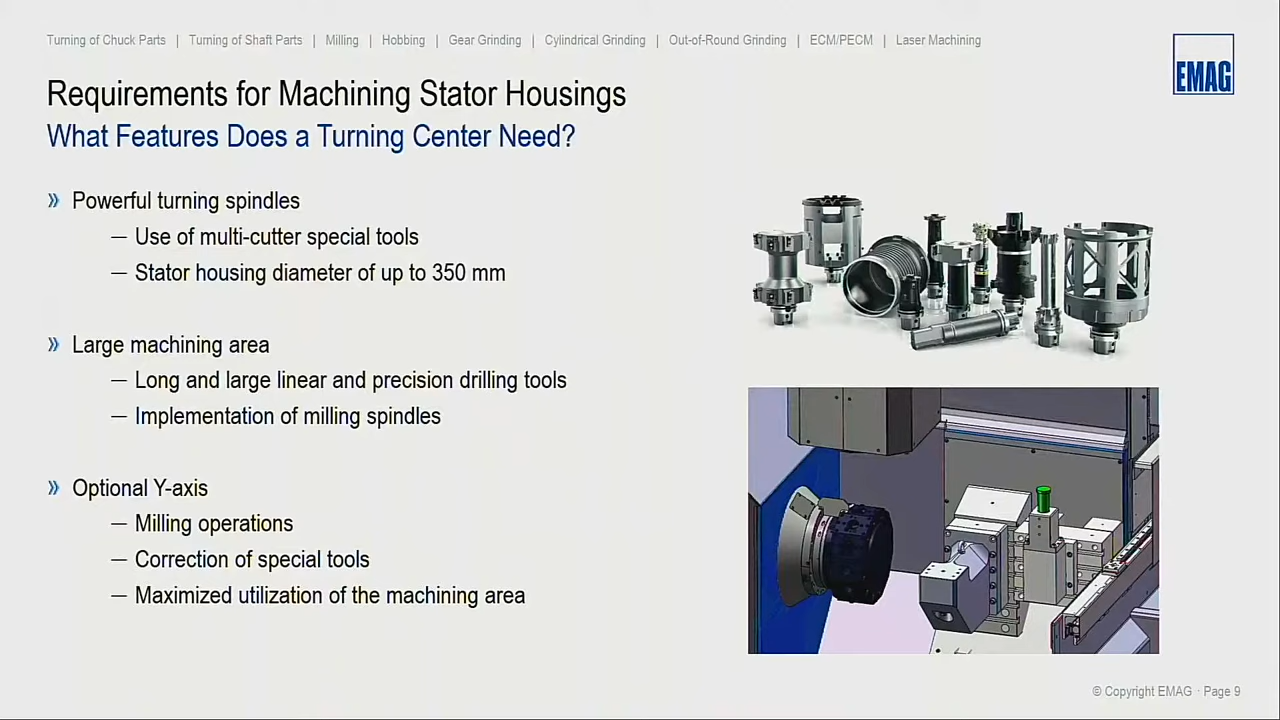 Turning of Chuck Parts | Turning of Shaft Parts | Milling | Hobbing | Gear Grinding | Cylindrical Grinding | Out-of-Round Grinding | ECM/PECM | Laser Machining
EMAG
Requirements for Machining Stator Housings
What Features Does a Turning Center Need?
» Powerful turning spindles
— Use of multi-cutter special tools
— Stator housing diameter of up to 350 mm
» Large machining area
— Long and large linear and precision drilling tools
— Implementation of milling spindles
» Optional Y-axis
— Milling operations
— Correction of special tools
— Maximized utilization of the machining area
© Copyright EMAG · Page 9